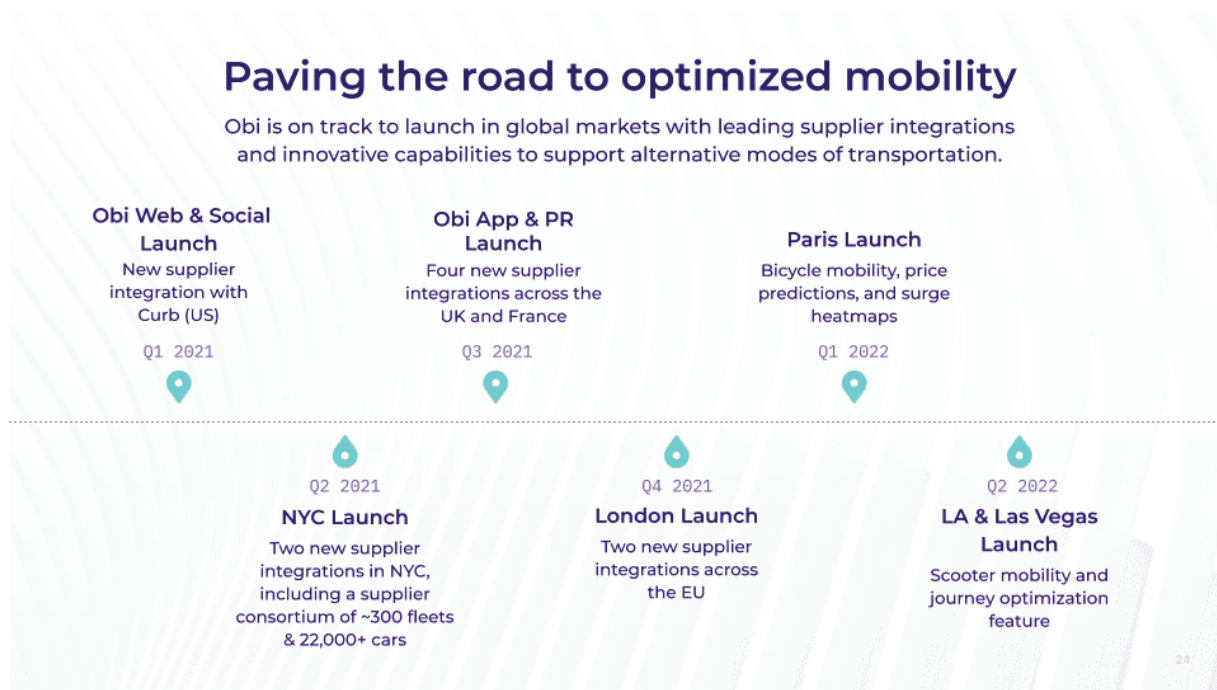 Paving the road to optimized mobility
Obi is on track to launch in global markets with leading supplier integrations
and innovative capabilities to support alternative modes of transportation.
Obi Web & Social
Launch
New supplier
integration with
Curb (US)
Q1 2021
Q2 2021
NYC Launch
Two new supplier
integrations in NYC,
including a supplier
consortium of ~300 fleets
& 22,000+ cars
Obi App & PR
Launch
Four new supplier
integrations across the
UK and France
Q3 2021
Q4 2021
London Launch
Two new supplier
integrations across
the EU
Paris Launch
Bicycle mobility, price
predictions, and surge
heatmaps
Q1 2022
Q2 2022
LA & Las Vegas
Launch
Scooter mobility and
journey optimization
feature
24